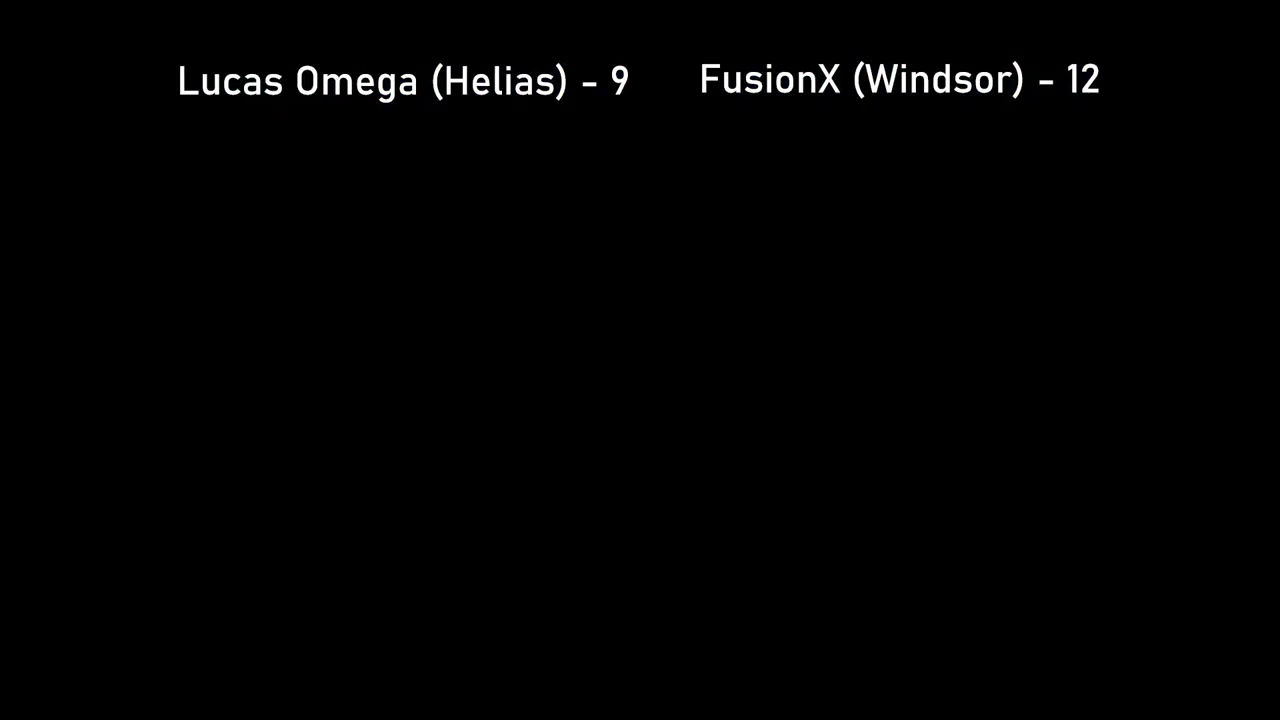 Lucas Omega (Helias) - 9 FusionX (Windsor) - 12